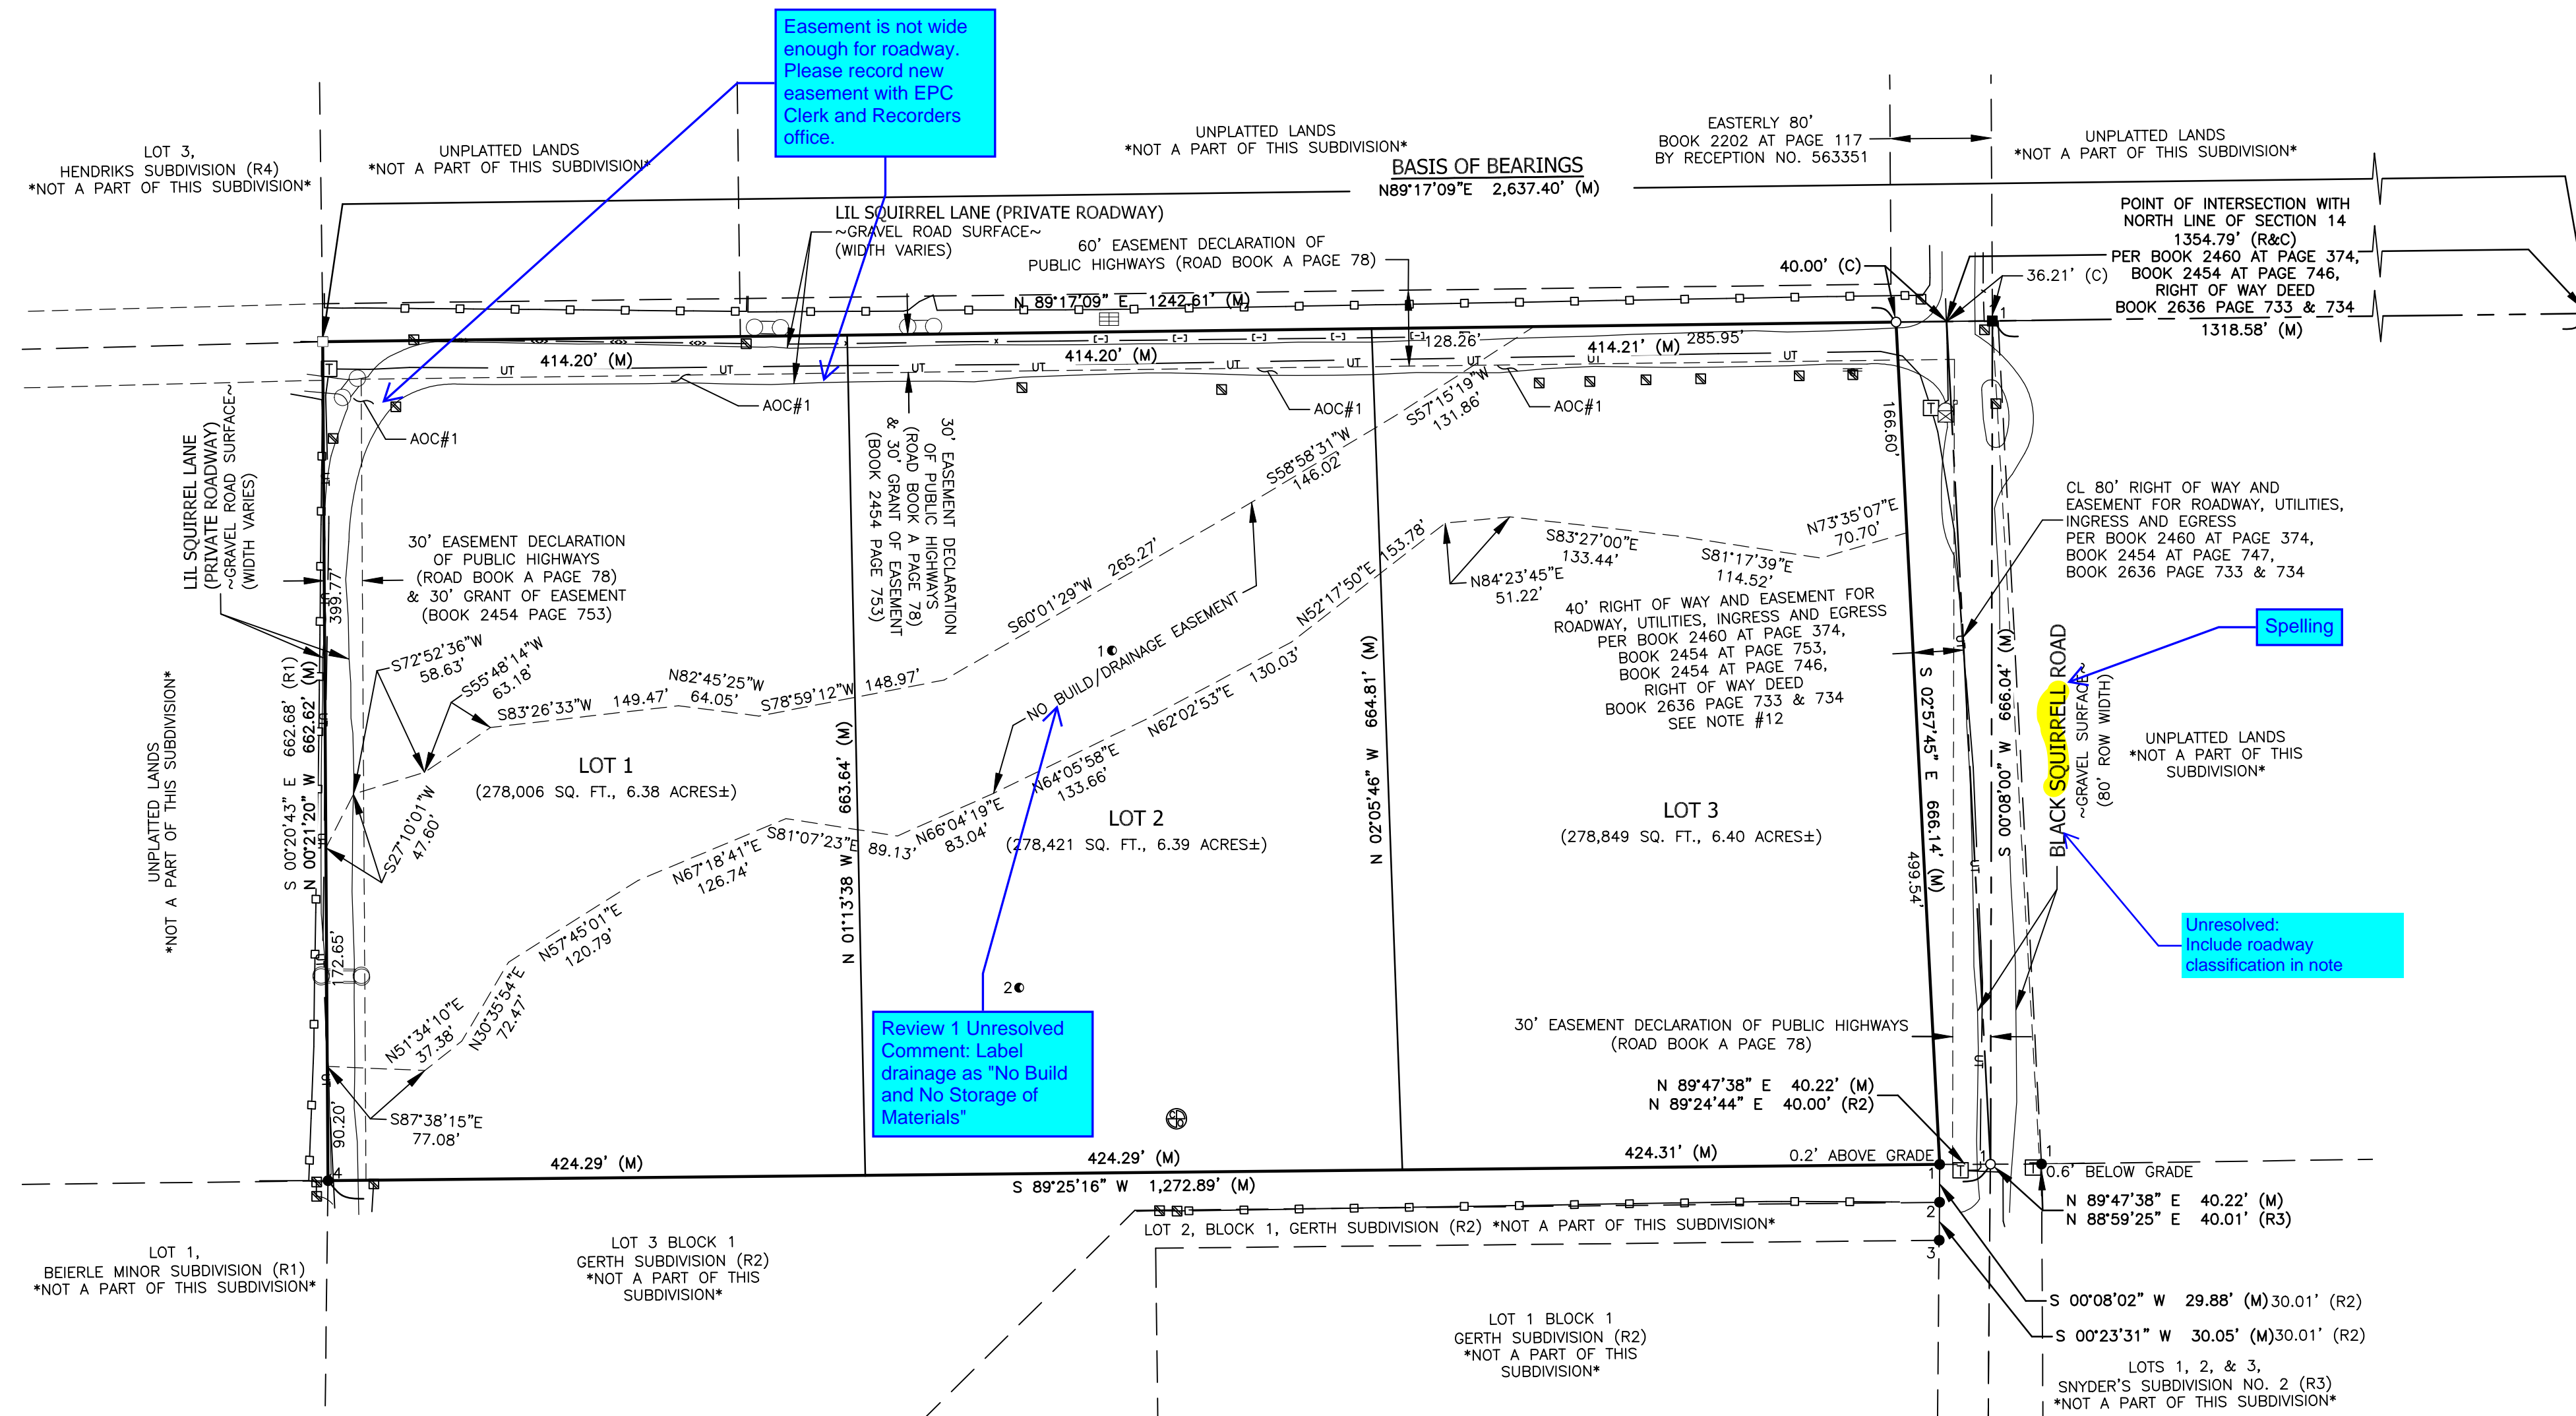 Easement is not wide
enough for roadway.
Please record new
easement with EPC
Clerk and Recorders
office.
LOT 3,
HENDRIKS SUBDIVISION (R4)
*NOT A PART OF THIS SUBDIVISION*
UNPLATTED LANDS
*NOT A PART OF THIS SUBDIVISION*
UNPLATTED LANDS
*NOT A PART OF THIS SUBDIVISION*
BASIS OF BEARINGS
N89°17'09"E 2,637.40' (M)
EASTERLY 80'
BOOK 2202 AT PAGE 117
BY RECEPTION NO. 563351
UNPLATTED LANDS
*NOT A PART OF THIS SUBDIVISION*
POINT OF INTERSECTION WITH
NORTH LINE OF SECTION 14
1354.79' (R&C)
PER BOOK 2460 AT PAGE 374,
BOOK 2454 AT PAGE 746,
RIGHT OF WAY DEED
BOOK 2636 PAGE 733 & 734
1318.58' (M)
LIL SQUIRREL LANE (PRIVATE ROADWAY)
~GRAVEL ROAD SURFACE~
(WIDTH VARIES)
60' EASEMENT DECLARATION OF
PUBLIC HIGHWAYS (ROAD BOOK A PAGE 78)
40.00' (C)
36.21' (C)
1
N 89°17'09" E 1242.61' (M)
414.20' (M)
414.20' (M)
128.26'
414.21' (M)
285.95'
UT
UT
UT
UT
UT
UT
UT
UT
T
T
AOC#1
AOC#1
AOC#1
AOC#1
LIL SQUIRREL LANE
(PRIVATE ROADWAY)
~GRAVEL ROAD SURFACE~
(WIDTH VARIES)
30' EASEMENT DECLARATION
OF PUBLIC HIGHWAYS
(ROAD BOOK A PAGE 78)
& 30' GRANT OF EASEMENT
(BOOK 2454 PAGE 753)
30' EASEMENT DECLARATION
OF PUBLIC HIGHWAYS
(ROAD BOOK A PAGE 78)
& 30' GRANT OF EASEMENT
(BOOK 2454 PAGE 753)
S57°15'19"W
131.86'
S58°58'31"W
146.02'
S60°01'29"W 265.27'
N52°17'50"E 153.78'
N84°23'45"E
51.22'
S83°27'00"E
133.44'
S81°17'39"E
114.52'
N73°35'07"E
70.70'
166.60'
399.77'
CL 80' RIGHT OF WAY AND
EASEMENT FOR ROADWAY, UTILITIES,
INGRESS AND EGRESS
PER BOOK 2460 AT PAGE 374,
BOOK 2454 AT PAGE 747,
BOOK 2636 PAGE 733 & 734
40' RIGHT OF WAY AND EASEMENT FOR
ROADWAY, UTILITIES, INGRESS AND EGRESS
PER BOOK 2460 AT PAGE 374,
BOOK 2454 AT PAGE 753,
BOOK 2454 AT PAGE 746,
RIGHT OF WAY DEED
BOOK 2636 PAGE 733 & 734
SEE NOTE #12
Spelling
S72°52'36"W
58.63'
S55°48'14"W
63.18'
S83°26'33"W 149.47'
N82°45'25"W
64.05'
S78°59'12"W 148.97'
1
NO BUILD/DRAINAGE EASEMENT
N62°02'53"E 130.03'
N64°05'58"E
133.66'
N66°04'19"E
83.04'
S81°07'23"E 89.13'
N67°18'41"E
126.74'
N57°45'01"E
120.79'
N30°35'54"E
72.47'
N51°34'10"E
37.38'
S27°10'01"W
47.60'
S87°38'15"E
77.08'
UNPLATTED LANDS
*NOT A PART OF THIS SUBDIVISION*
S 00°20'43" E 662.68' (R1)
N 00°21'20" W 662.62' (M)
172.65'
90.20'
LOT 1
(278,006 SQ. FT., 6.38 ACRES±)
N 01°13'38 W 663.64' (M)
LOT 2
(278,421 SQ. FT., 6.39 ACRES±)
N 02°05'46" W 664.81' (M)
LOT 3
(278,849 SQ. FT., 6.40 ACRES±)
S 02°57'45" E 666.14' (M)
499.54'
S 00°08'00" W 666.04' (M)
BLACK SQUIRRELL ROAD
~GRAVEL SURFACE~
(80' ROW WIDTH)
UNPLATTED LANDS
*NOT A PART OF THIS
SUBDIVISION*
Unresolved:
Include roadway
classification in note
2
Review 1 Unresolved
Comment: Label
drainage as "No Build
and No Storage of
Materials"
30' EASEMENT DECLARATION OF PUBLIC HIGHWAYS
(ROAD BOOK A PAGE 78)
N 89°47'38" E 40.22' (M)
N 89°24'44" E 40.00' (R2)
424.29' (M)
424.29' (M)
424.31' (M)
0.2' ABOVE GRADE
4
1
T
1
T
1
0.6' BELOW GRADE
S 89°25'16" W 1,272.89' (M)
N 89°47'38" E 40.22' (M)
N 88°59'25" E 40.01' (R3)
2
3
LOT 2, BLOCK 1, GERTH SUBDIVISION (R2) *NOT A PART OF THIS SUBDIVISION*
LOT 1,
BEIERLE MINOR SUBDIVISION (R1)
*NOT A PART OF THIS SUBDIVISION*
LOT 3 BLOCK 1
GERTH SUBDIVISION (R2)
*NOT A PART OF THIS
SUBDIVISION*
LOT 1 BLOCK 1
GERTH SUBDIVISION (R2)
*NOT A PART OF THIS
SUBDIVISION*
S 00°08'02" W 29.88' (M)30.01' (R2)
S 00°23'31" W 30.05' (M)30.01' (R2)
LOTS 1, 2, & 3,
SNYDER'S SUBDIVISION NO. 2 (R3)
*NOT A PART OF THIS SUBDIVISION*